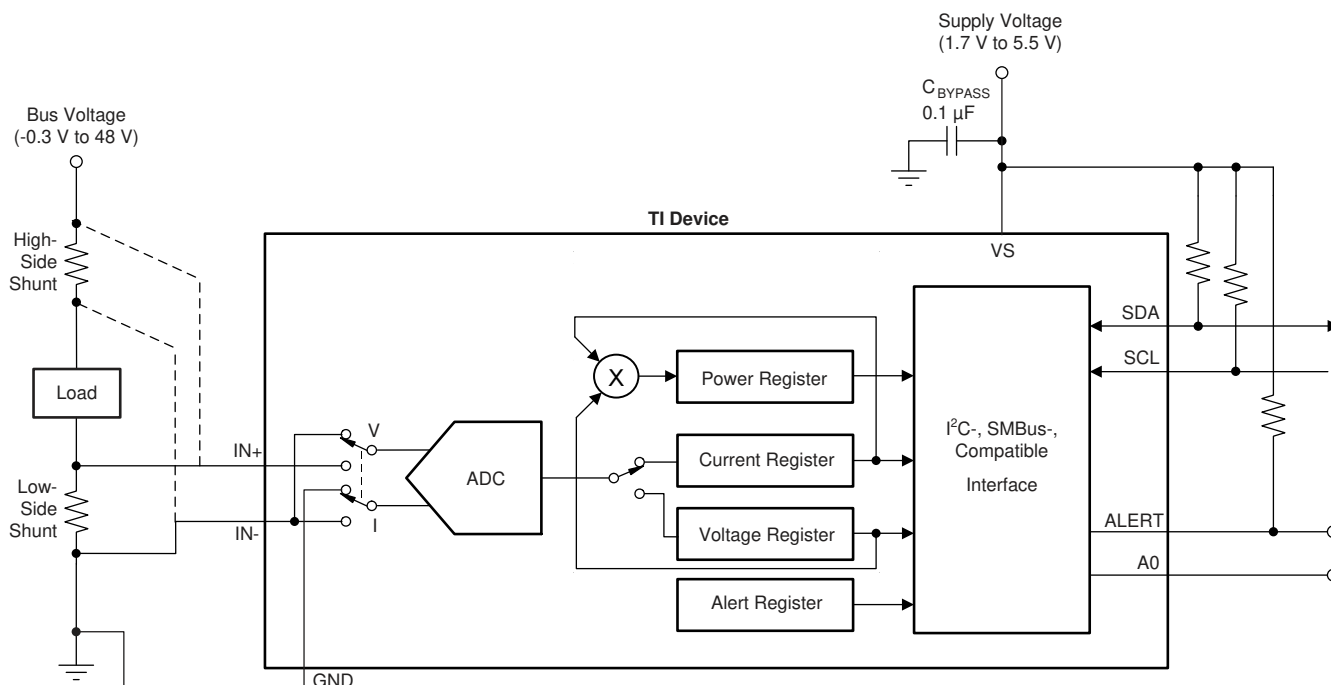 Supply Voltage
(1.7 V to 5.5 V)
CBYPASS
0.1 µF
Bus Voltage
(-0.3 V to 48 V)
TI Device
VS
High-
Side
Shunt
SDA
SCL
X
Power Register
Load
V
I²C-, SMBus-,
Compatible
Interface
IN+
ADC
Current Register
Low-
Side
Shunt
IN-
I
Voltage Register
ALERT
A0
Alert Register
GND